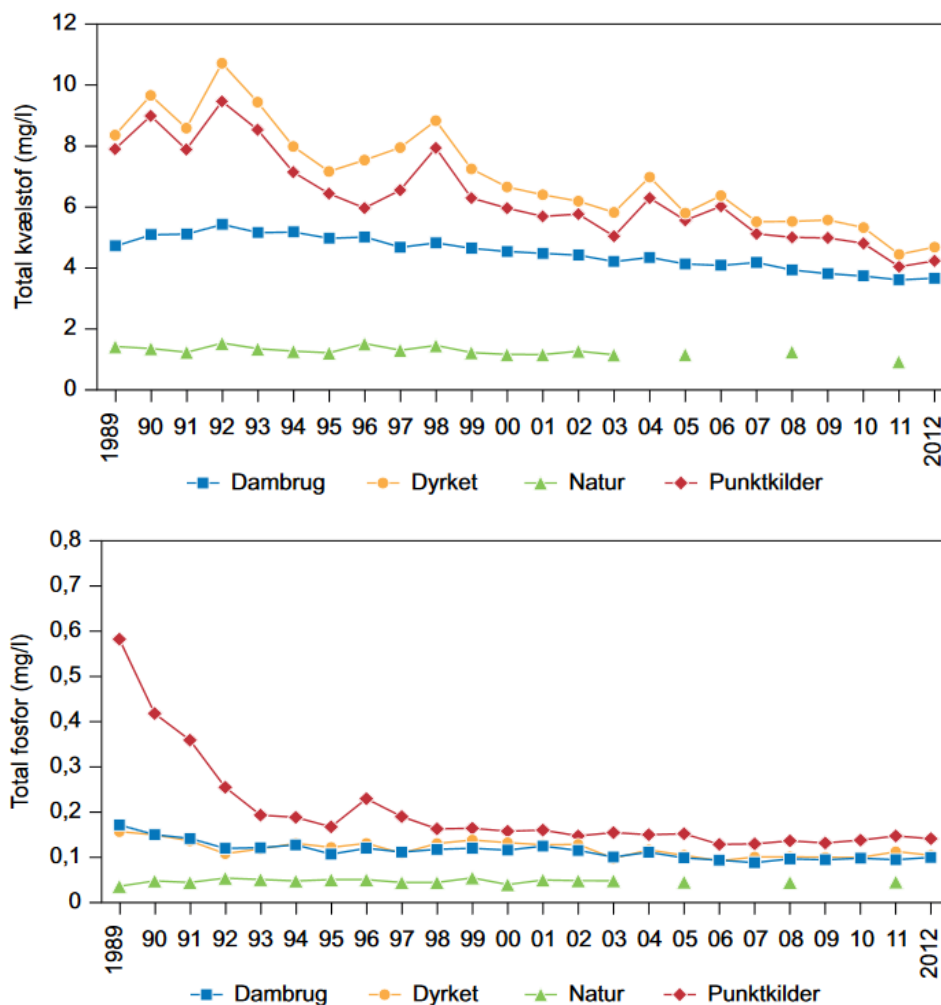 Total kvælstof (mg/l)
12
10
8
6
4
2
0
1989 90 91 92 93 94 95 96 97 98 99 00 01 02 03 04 05 06 07 08 09 10 11 2012
Dambrug Dyrket Natur Punktkilder
Total fosfor (mg/l)
0,8
0,7
0,6
0,5
0,4
0,3
0,2
0,1
0
1989 90 91 92 93 94 95 96 97 98 99 00 01 02 03 04 05 06 07 08 09 10 11 2012
Dambrug Dyrket Natur Punktkilder